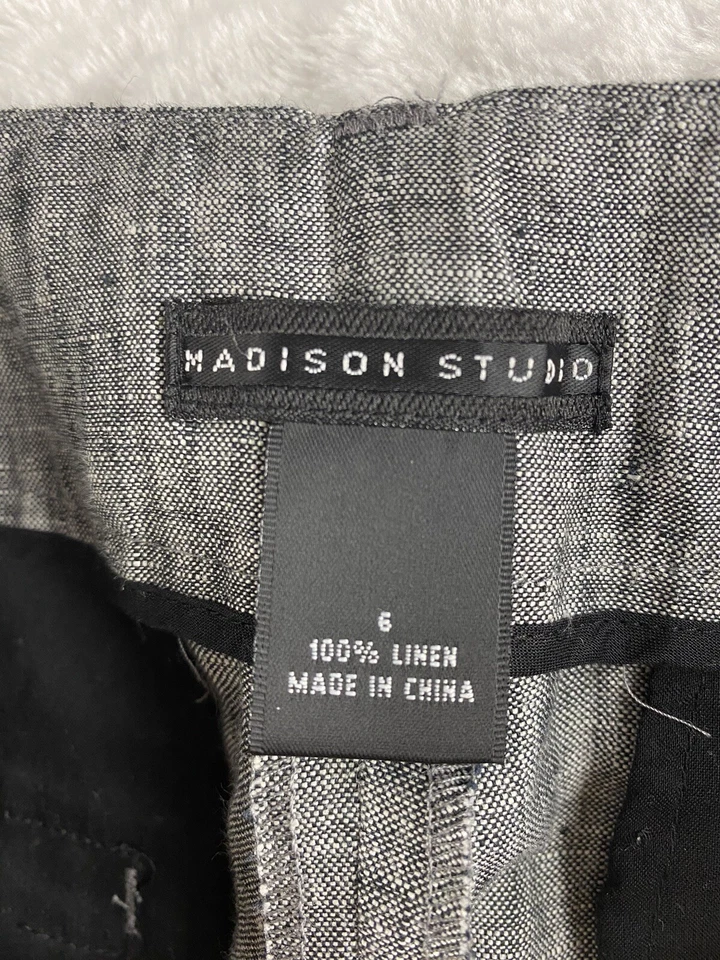 MADISON STUDIO
6
100% LINEN
MADE IN CHINA